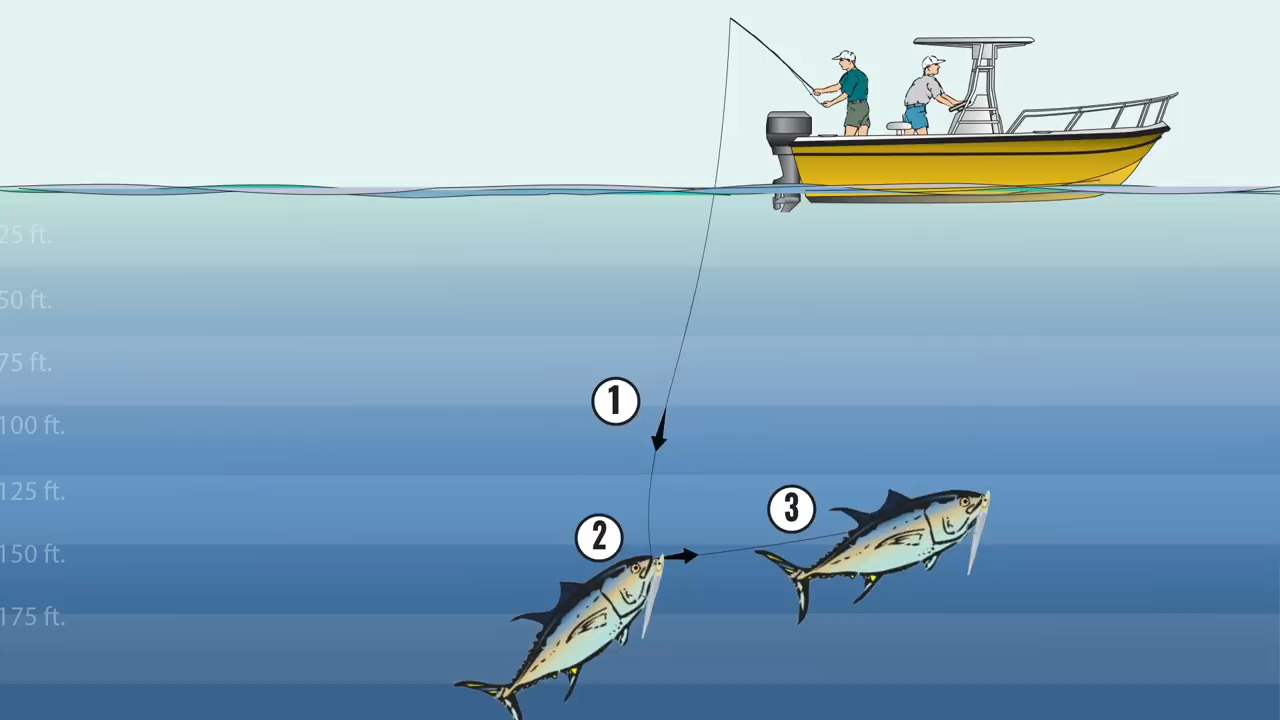 25 ft.
50 ft.
75 ft.
100 ft.
1
125 ft.
3
2
150 ft.
175 ft.